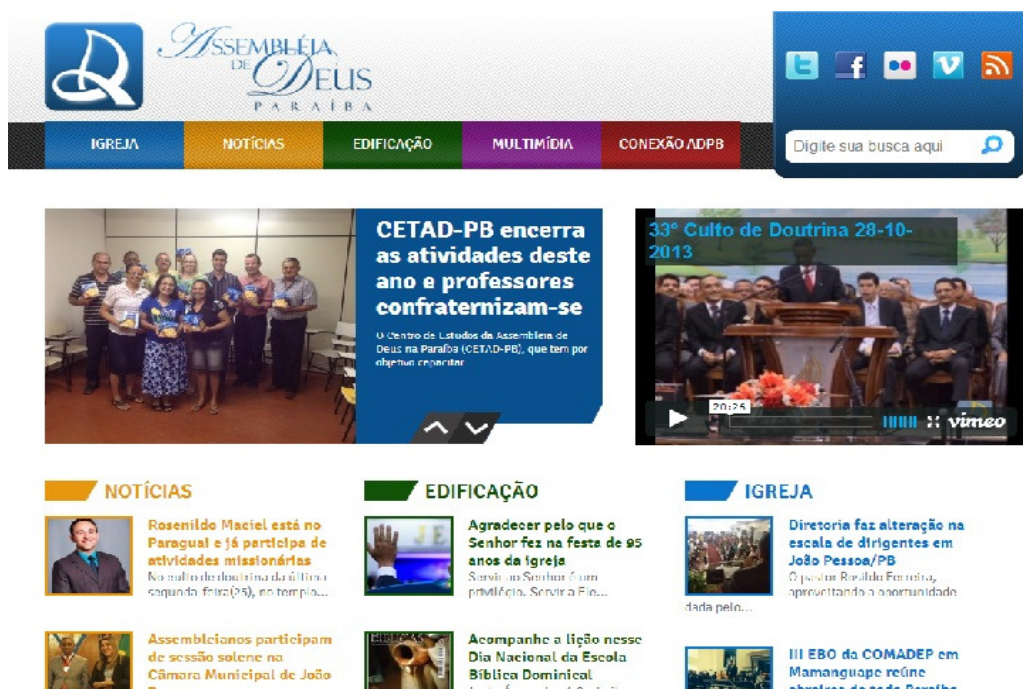 ASSEMBLÉIA
DE DEUS
PARAÍBA
IGREJA
NOTÍCIAS
EDIFICAÇÃO
MULTIMÍDIA
CONEXÃO ADPB
Digite sua busca aqui
CETAD-PB encerra
as atividades deste
ano e professores
confraternizam-se
O Centro de Estudos da Assembleia de
Deus na Paraíba (CETAD-PB), que tem por
objetivo capacitar
33º Culto de Doutrina 28-10-
2013
20:25
vimeo
NOTÍCIAS
Rosenildo Maciel está no
Paraguai e já participa de
atividades missionárias
No culto de doutrina da última
segunda-feira(25), no templo...
Assembleianos participam
de sessão solene na
Câmara Municipal de João
EDIFICAÇÃO
Agradecer pelo que o
Senhor fez na festa de 95
anos da igreja
Servir ao Senhor é um
privilégio. Servir a Ele...
Acompanhe a lição nesse
Dia Nacional da Escola
Bíblica Dominical
IGREJA
Diretoria faz alteração na
escala de dirigentes em
João Pessoa/PB
O pastor Rosildo Ferreira,
aproveitando a oportunidade
dada pelo...
III EBO da COMADEP em
Mamanguape reúne
obreiros de toda Paraíba